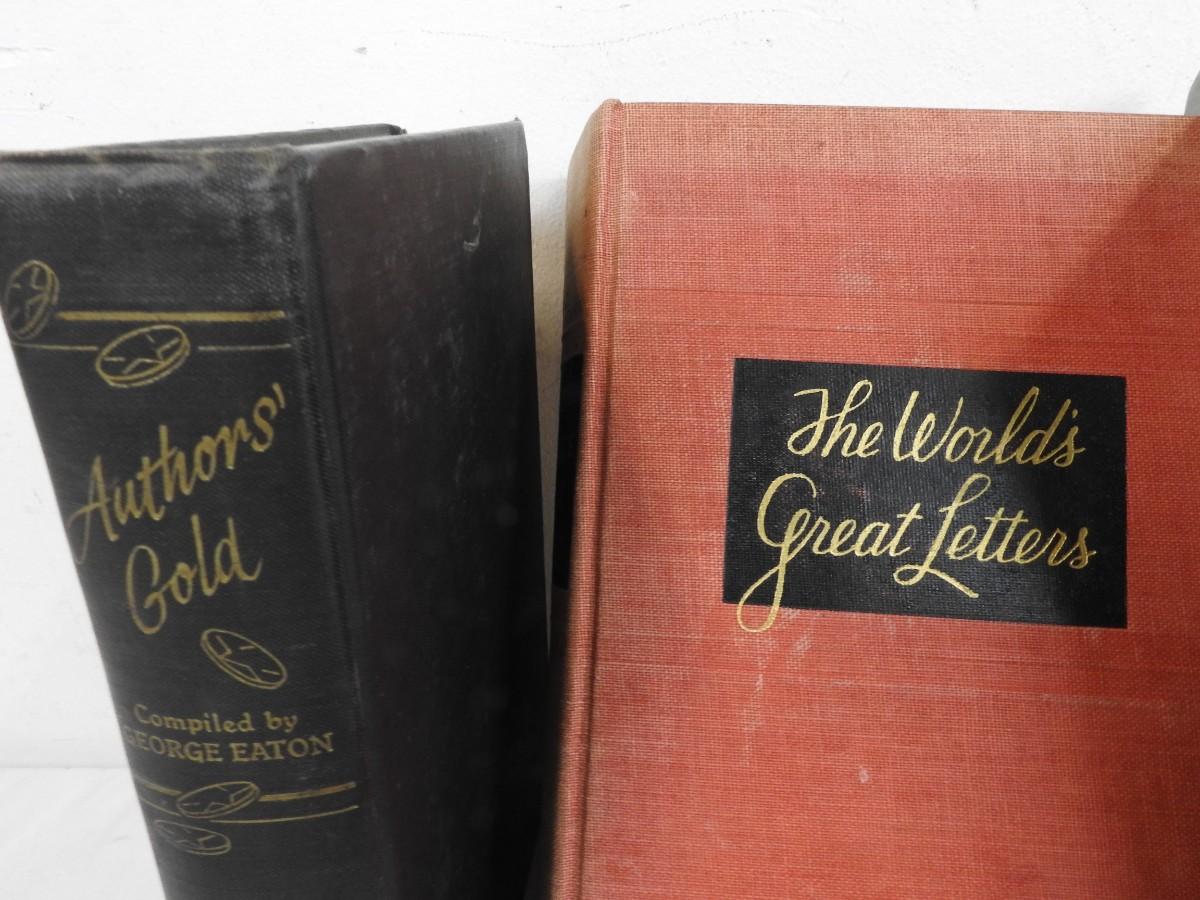 Authors'
Gold
Compiled by
GEORGE EATON
The World's
Great Letters